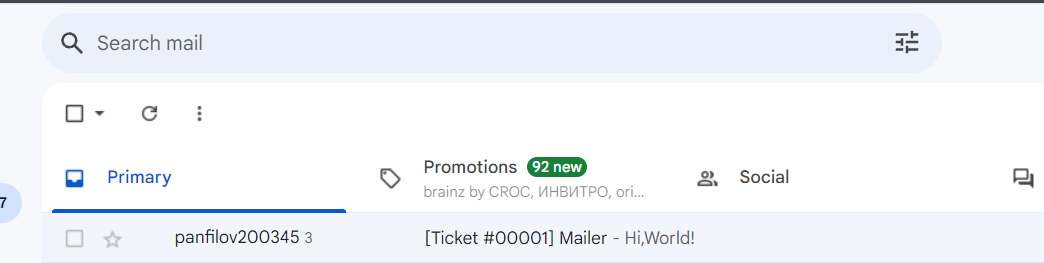 Search mail
Primary
Promotions 92 new
brainz by CROC, ИНВИТРО, ori...
Social
7
panfilov200345 3 [Ticket #00001] Mailer - Hi,World!